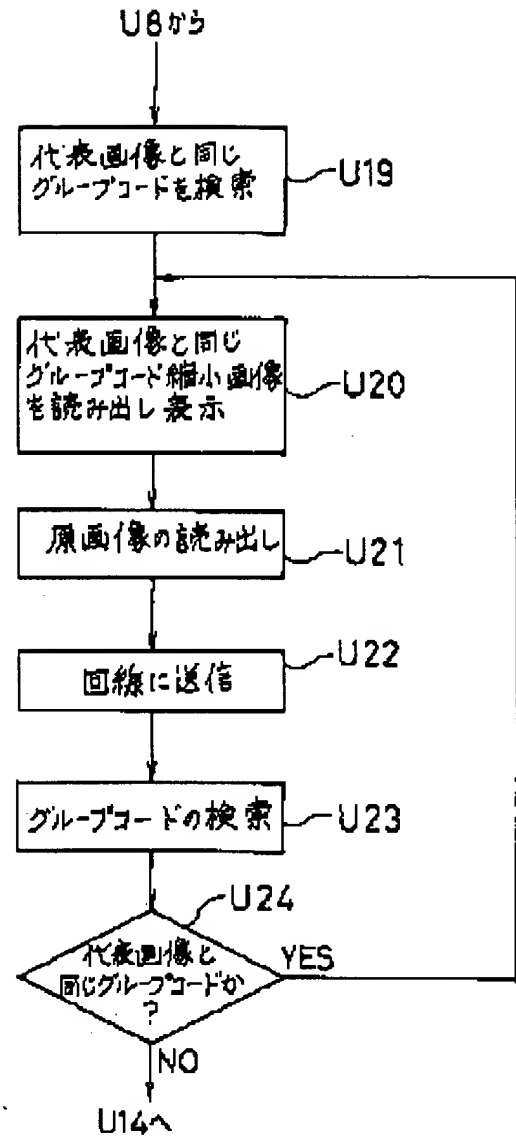 U8から
代表画像と同じ
グループコードを検索
U19
代表画像と同じ
グループコード縮小画像
を読み出し表示
U20
原画像の読み出し
U21
回線に送信
U22
グループコードの検索
U23
U24
代表画像と
同じグループコードか
?
YES
NO
U14へ